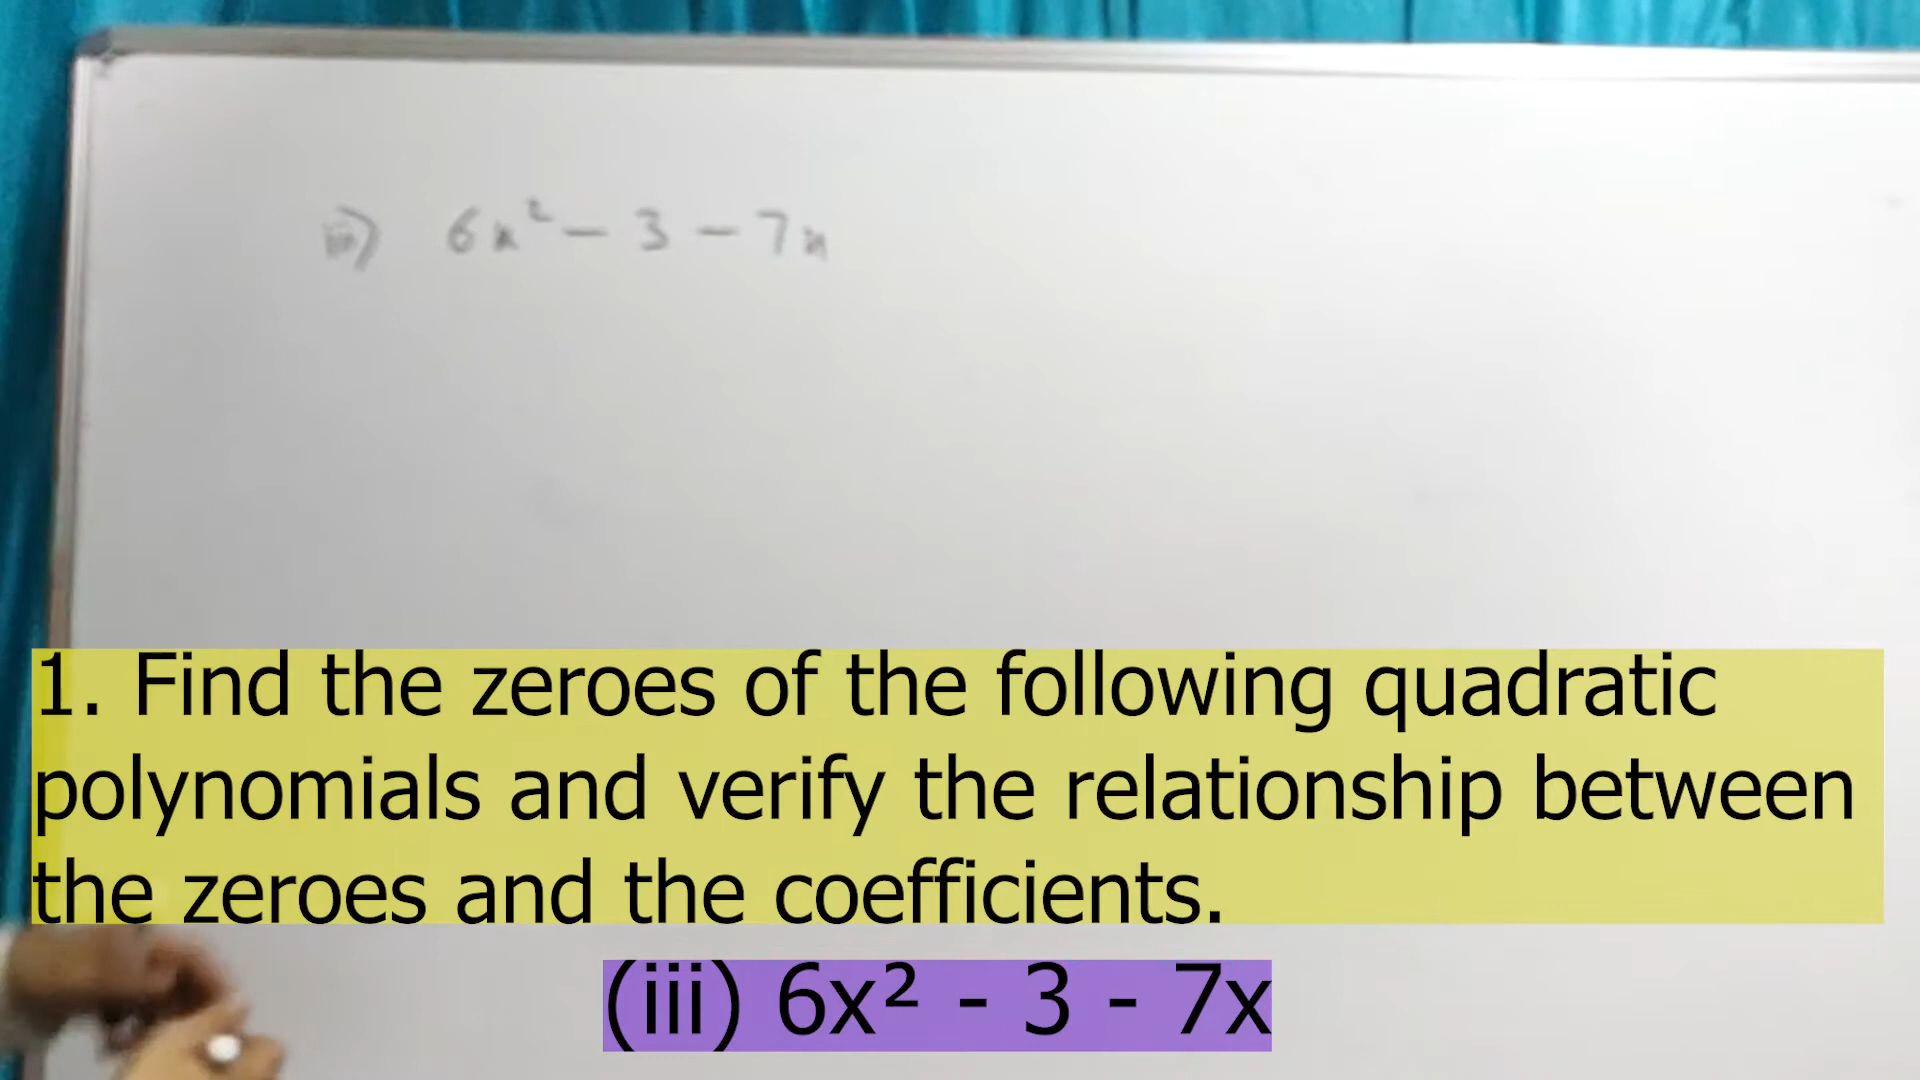 iii) 6x² - 3 - 7x
1. Find the zeroes of the following quadratic
polynomials and verify the relationship between
the zeroes and the coefficients.
(iii) 6x² - 3 - 7x